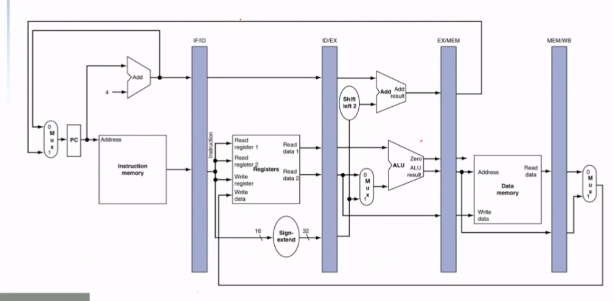 IF/ID
ID/EX
EX/MEM
MEM/WB
Add
4
0
M
u
x
1
PC
Address
Instruction
memory
Instruction
Read
register 1
Read
register 2
Write
register
Write
data
Registers
Read
data 1
Read
data 2
16
Sign-
extend
32
Shift
left 2
0
M
u
x
1
Add
Add
result
ALU
Zero
ALU
result
Address
Data
memory
Write
data
Read
data
0
M
u
x
1